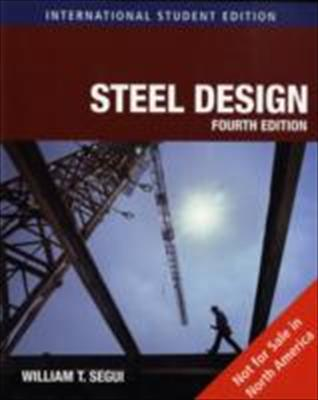 INTERNATIONAL STUDENT EDITION
STEEL DESIGN
FOURTH EDITION
WILLIAM T. SEGUI
Not for Sale in
North America